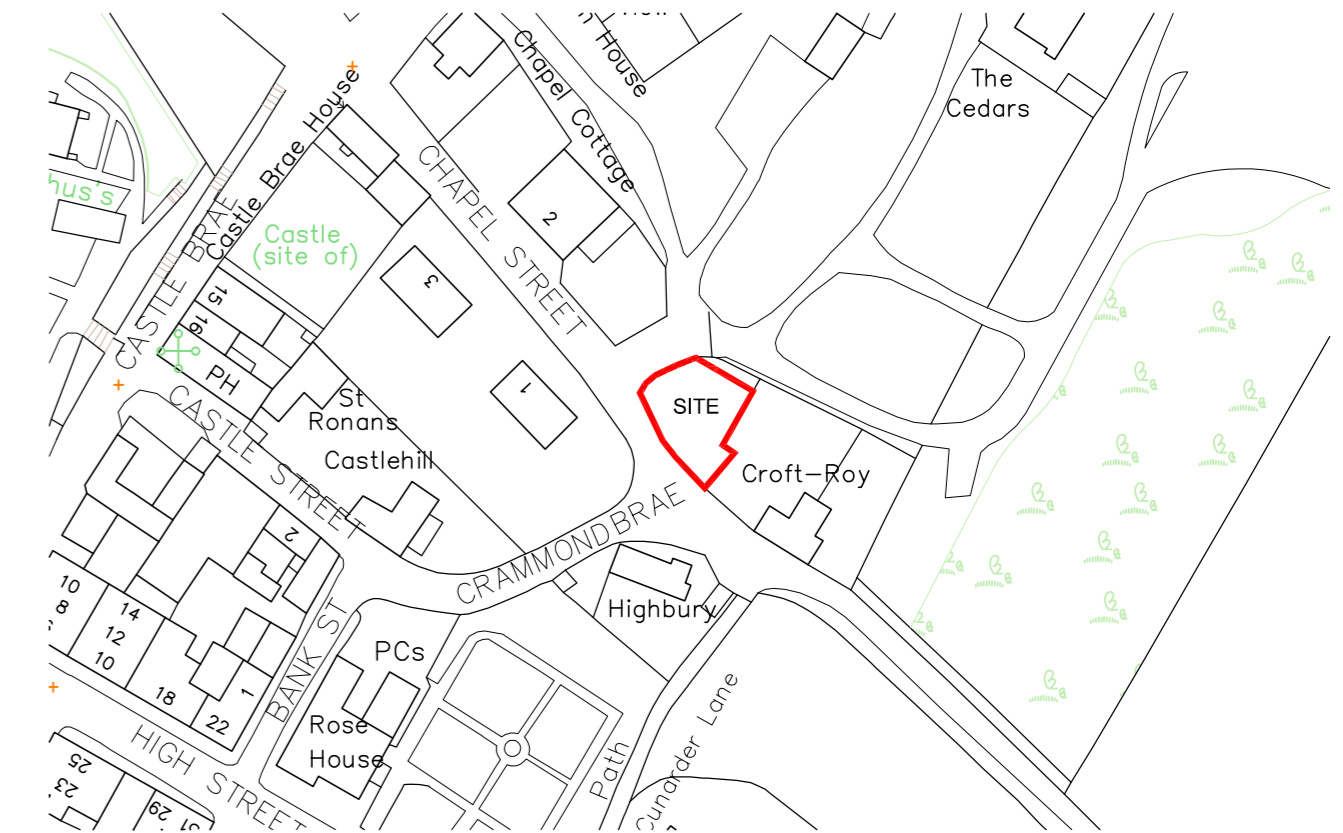 Castle Brae House
Chapel Cottage
House
The
Cedars
CHAPEL STREET
2
hus's
CASTLE BRAE
Castle
(site of)
3
15
16
PH
1
SITE
St
Ronans
CASTLE STREET
Castlehill
Croft-Roy
CRAMMOND BRAE
2
10
8
14
12
10
Highbury
BANK ST
PCs
18
1
22
Rose
House
Path
Cunarder Lane
HIGH STREET
25
23
29
31